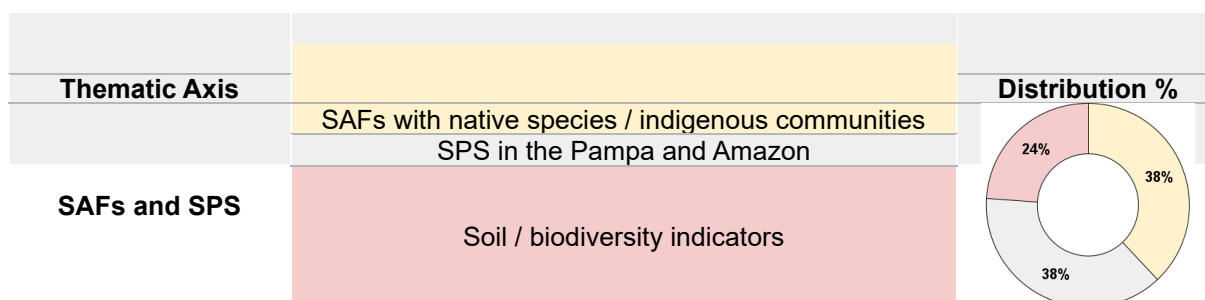 Thematic Axis
Distribution %
SAFs with native species / indigenous communities
SPS in the Pampa and Amazon
SAFs and SPS
Soil / biodiversity indicators
24%
38%
38%